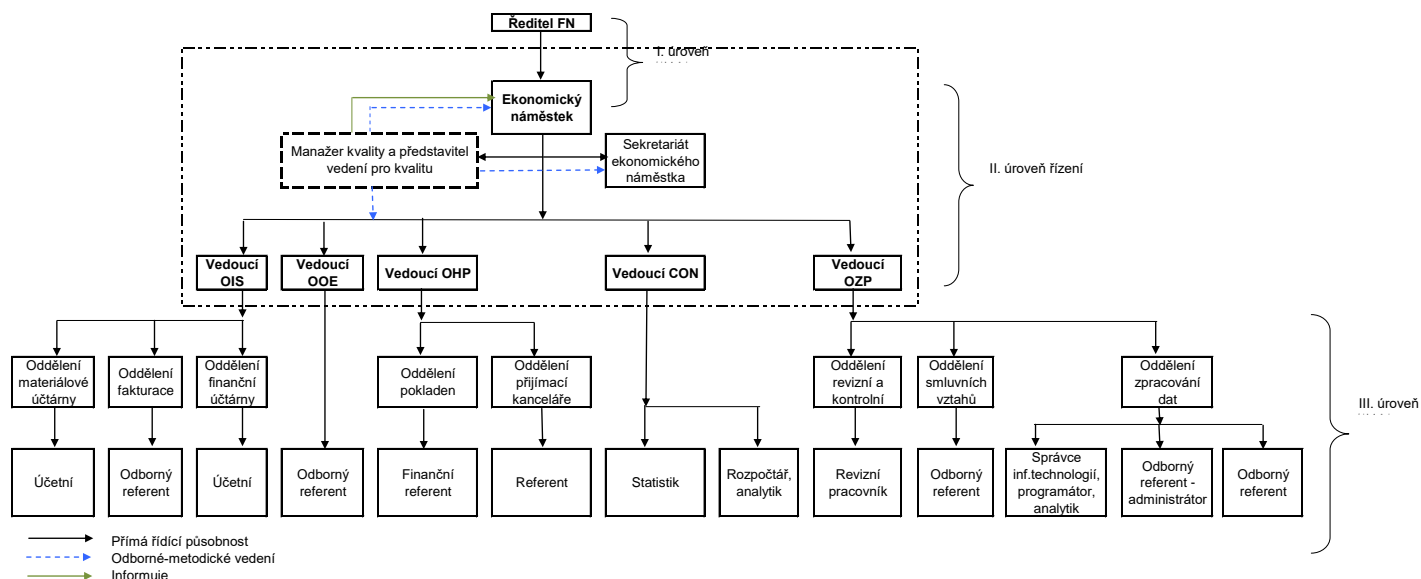 Ředitel FN
I. úroveň
Ekonomický
náměstek
Manažer kvality a představitel
vedení pro kvalitu
Sekretariát
ekonomického
náměstka
II. úroveň řízení
Vedoucí
OIS
Vedoucí
OOE
Vedoucí OHP
Vedoucí CON
Vedoucí
OZP
Oddělení
materiálové
účtárny
Oddělení
fakturace
Oddělení
finanční
účtárny
Oddělení
pokladen
Oddělení
přijímací
kanceláře
Oddělení
revizní a
kontrolní
Oddělení
smluvních
vztahů
Oddělení
zpracování
dat
III. úroveň
Účetní
Odborný
referent
Účetní
Odborný
referent
Finanční
referent
Referent
Statistik
Rozpočtář,
analytik
Revizní
pracovník
Odborný
referent
Správce
inf.technologií,
programátor,
analytik
Odborný
referent -
administrátor
Odborný
referent
Přímá řídící působnost
Odborné-metodické vedení
Informuje